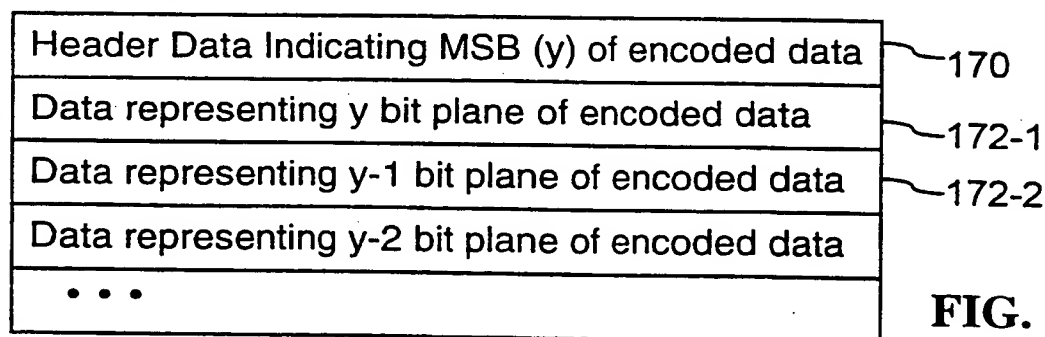 Header Data Indicating MSB (y) of encoded data
170
Data representing y bit plane of encoded data
172-1
Data representing y-1 bit plane of encoded data
172-2
Data representing y-2 bit plane of encoded data
• • •
FIG.